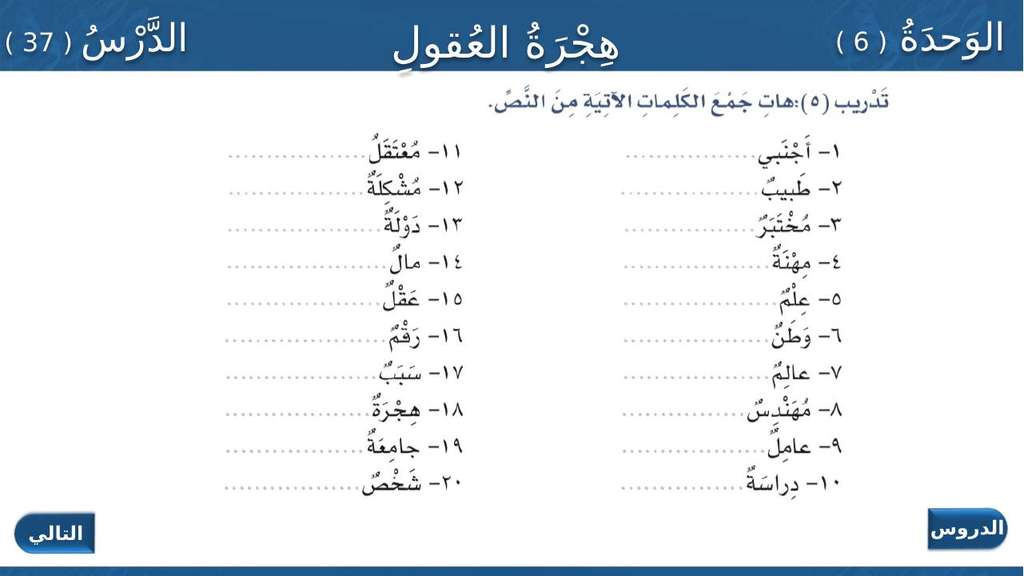 الوَحدَةُ ( 6 )
هِجْرَةُ العُقولِ
الدَّرْسُ ( 37 )
تَدْريب (٥):هاتِ جَمْعَ الكَلِماتِ الآتِيَةِ مِنَ النَّصِّ.
١- أَجْنَبي..................
٢- طَبيبٌ..................
٣- مُخْتَبَرٌ..................
٤- مِهْنَةٌ..................
٥- عِلْمٌ..................
٦- وَطَنٌ..................
٧- عالِمٌ..................
٨- مُهَنْدِسٌ................
٩- عامِلٌ..................
١٠- دِراسَةٌ................
١١- مُعْتَقَلٌ..................
١٢- مُشْكِلَةٌ..................
١٣- دَوْلَةٌ....................
١٤- مالٌ....................
١٥- عَقْلٌ....................
١٦- رَقْمٌ....................
١٧- سَبَبٌ....................
١٨- هِجْرَةٌ...................
١٩- جامِعَةٌ..................
٢٠- شَخْصٌ..................
الدروس
التالي